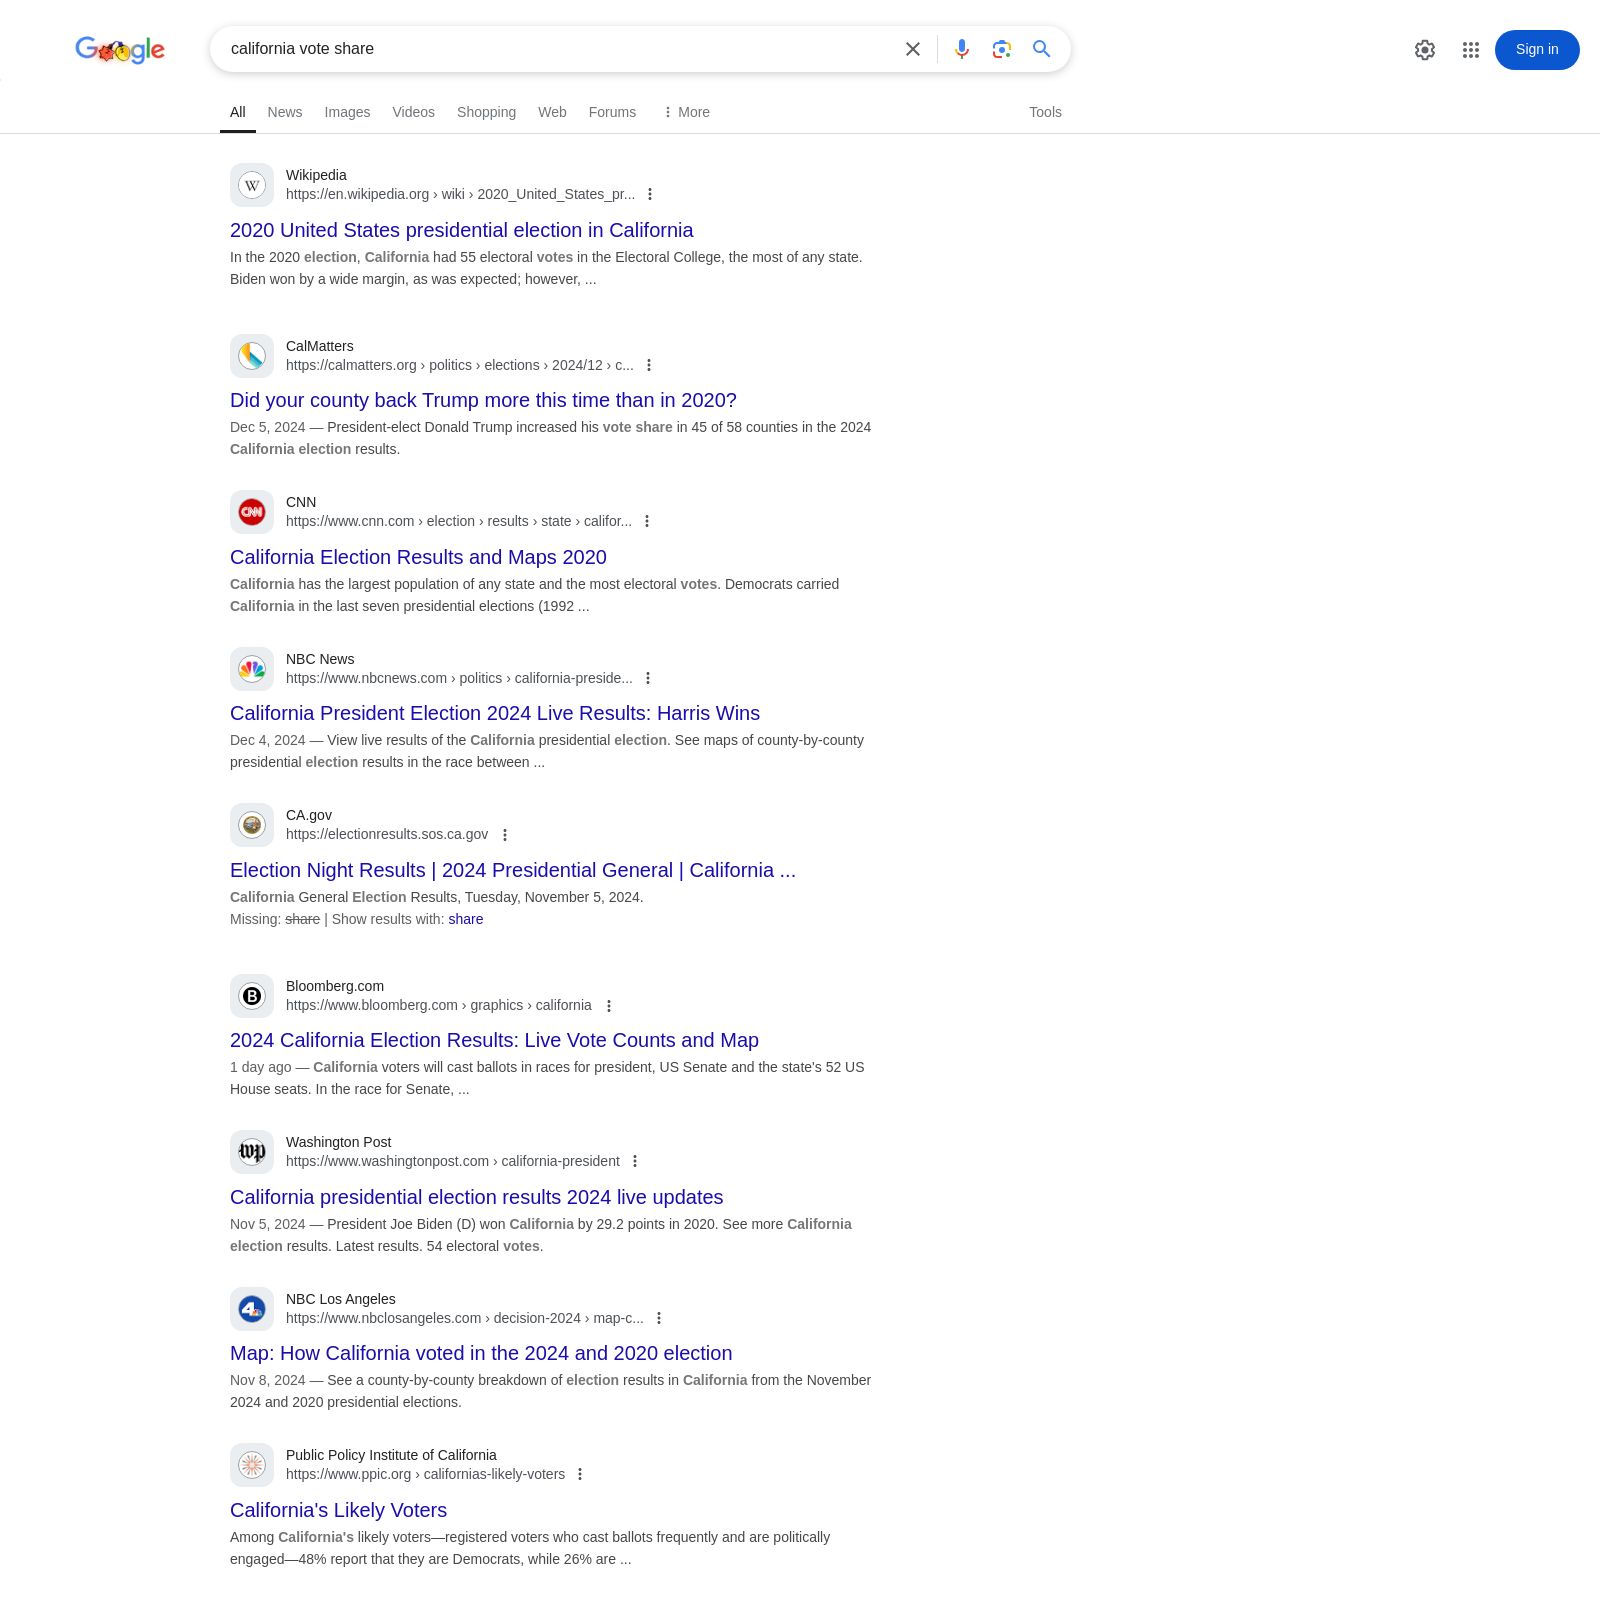 Google
california vote share
Sign in
All News Images Videos Shopping Web Forums More Tools
Wikipedia
https://en.wikipedia.org › wiki › 2020_United_States_pr...
2020 United States presidential election in California
In the 2020 election, California had 55 electoral votes in the Electoral College, the most of any state.
Biden won by a wide margin, as was expected; however, ...
CalMatters
https://calmatters.org › politics › elections › 2024/12 › c...
Did your county back Trump more this time than in 2020?
Dec 5, 2024 — President-elect Donald Trump increased his vote share in 45 of 58 counties in the 2024
California election results.
CNN
CNN
https://www.cnn.com › election › results › state › califor...
California Election Results and Maps 2020
California has the largest population of any state and the most electoral votes. Democrats carried
California in the last seven presidential elections (1992 ...
NBC News
https://www.nbcnews.com › politics › california-preside...
California President Election 2024 Live Results: Harris Wins
Dec 4, 2024 — View live results of the California presidential election. See maps of county-by-county
presidential election results in the race between ...
CA.gov
https://electionresults.sos.ca.gov
Election Night Results | 2024 Presidential General | California ...
California General Election Results, Tuesday, November 5, 2024.
Missing: share | Show results with: share
Bloomberg.com
https://www.bloomberg.com › graphics › california
2024 California Election Results: Live Vote Counts and Map
1 day ago — California voters will cast ballots in races for president, US Senate and the state's 52 US
House seats. In the race for Senate, ...
Washington Post
https://www.washingtonpost.com › california-president
California presidential election results 2024 live updates
Nov 5, 2024 — President Joe Biden (D) won California by 29.2 points in 2020. See more California
election results. Latest results. 54 electoral votes.
NBC Los Angeles
https://www.nbclosangeles.com › decision-2024 › map-c...
Map: How California voted in the 2024 and 2020 election
Nov 8, 2024 — See a county-by-county breakdown of election results in California from the November
2024 and 2020 presidential elections.
Public Policy Institute of California
https://www.ppic.org › californias-likely-voters
California's Likely Voters
Among California's likely voters—registered voters who cast ballots frequently and are politically
engaged—48% report that they are Democrats, while 26% are ...